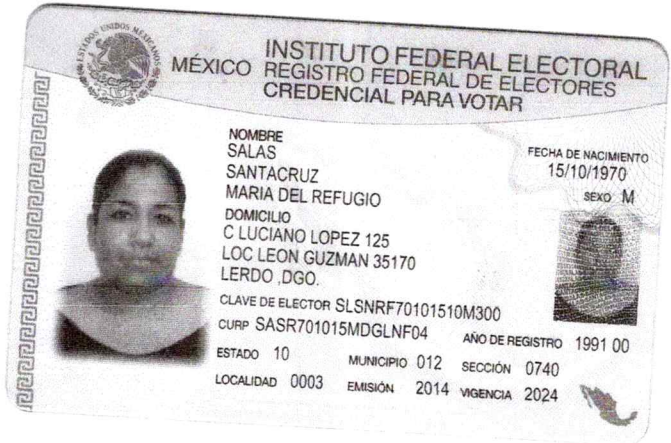 ESTADOS UNIDOS MEXICANOS
MÉXICO
INSTITUTO FEDERAL ELECTORAL
REGISTRO FEDERAL DE ELECTORES
CREDENCIAL PARA VOTAR
NOMBRE
SALAS
SANTACRUZ
MARIA DEL REFUGIO
FECHA DE NACIMIENTO
15/10/1970
SEXO M
DOMICILIO
C LUCIANO LOPEZ 125
LOC LEON GUZMAN 35170
LERDO ,DGO.
CLAVE DE ELECTOR SLSNRF70101510M300
CURP SASR701015MDGLNF04 AÑO DE REGISTRO 1991 00
ESTADO 10 MUNICIPIO 012 SECCIÓN 0740
LOCALIDAD 0003 EMISIÓN 2014 VIGENCIA 2024